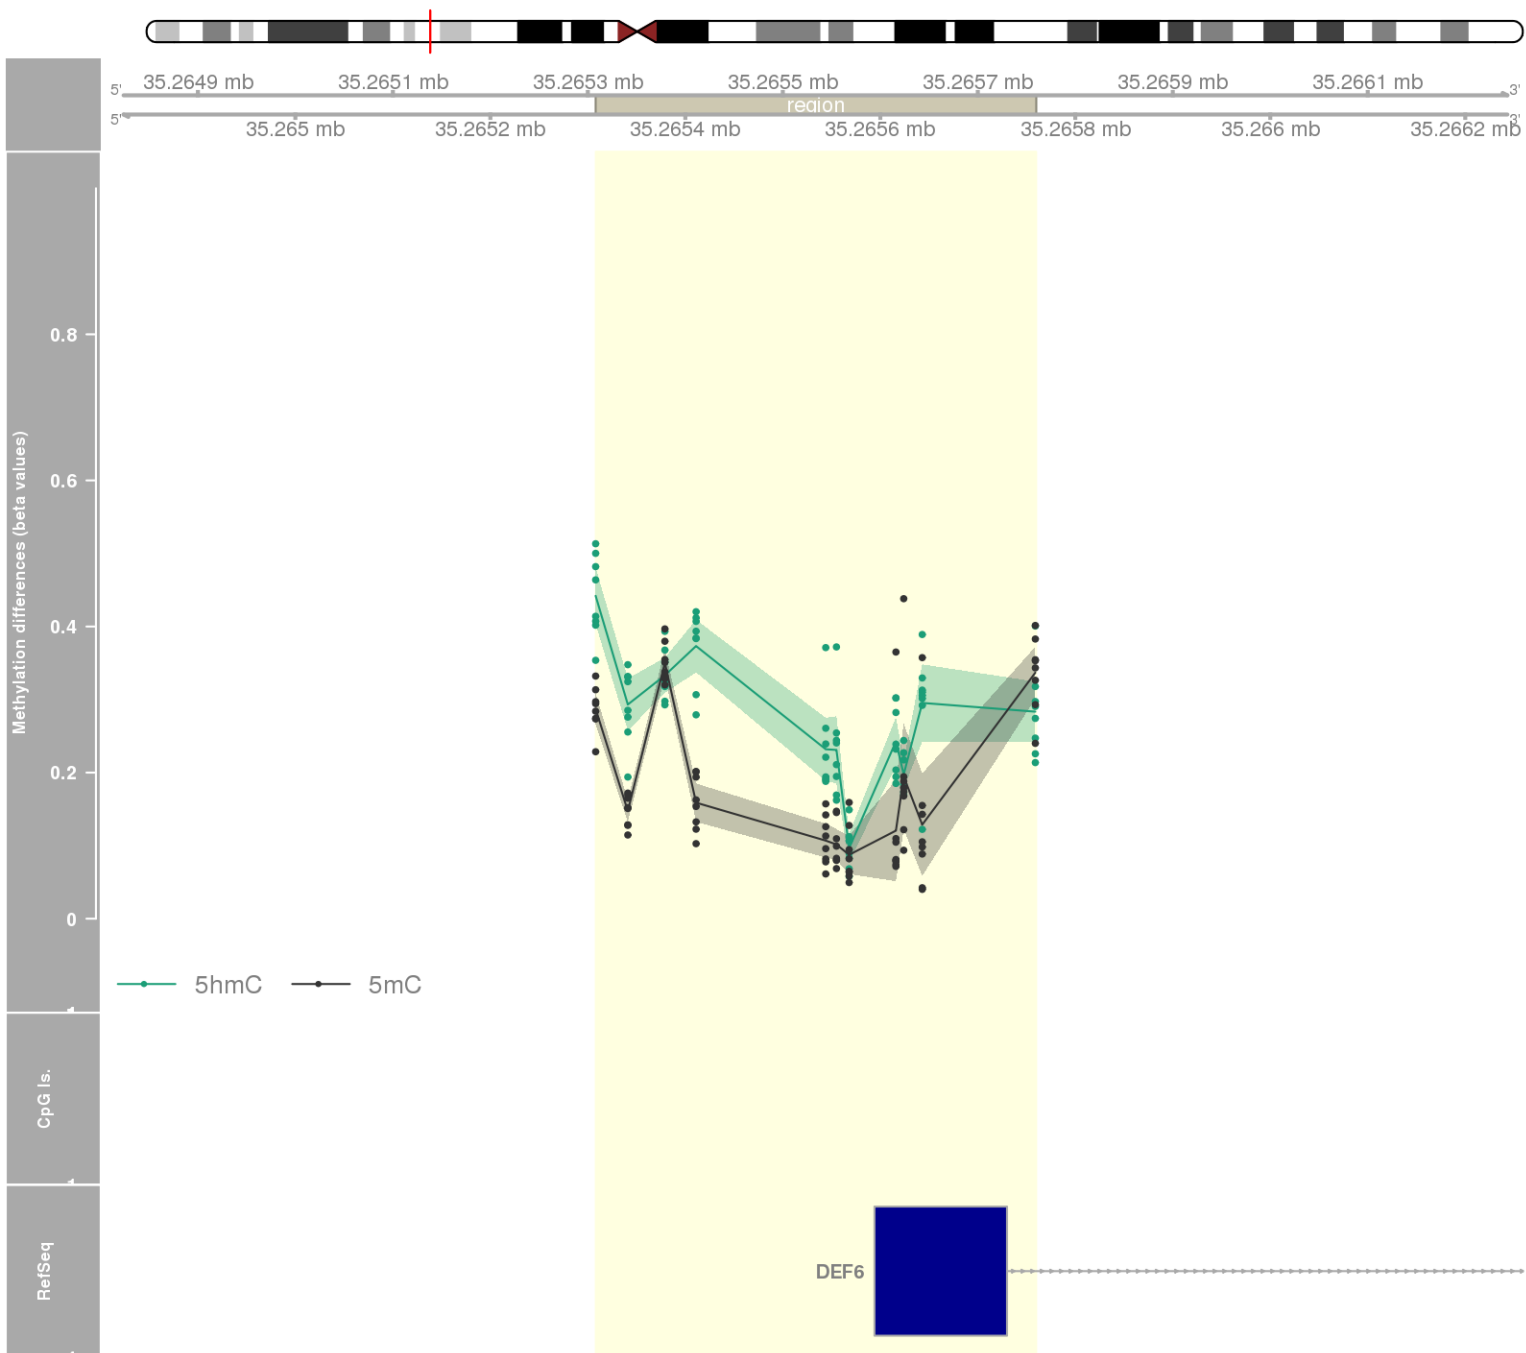 35.2649 mb 35.2651 mb 35.2653 mb 35.2655 mb 35.2657 mb 35.2659 mb 35.2661 mb
5' 3'
region
5' 3'
35.265 mb 35.2652 mb 35.2654 mb 35.2656 mb 35.2658 mb 35.266 mb 35.2662 mb
Methylation differences (beta values)
0.8
0.6
0.4
0.2
0
5hmC 5mC
CpG Is.
RefSeq
DEF6